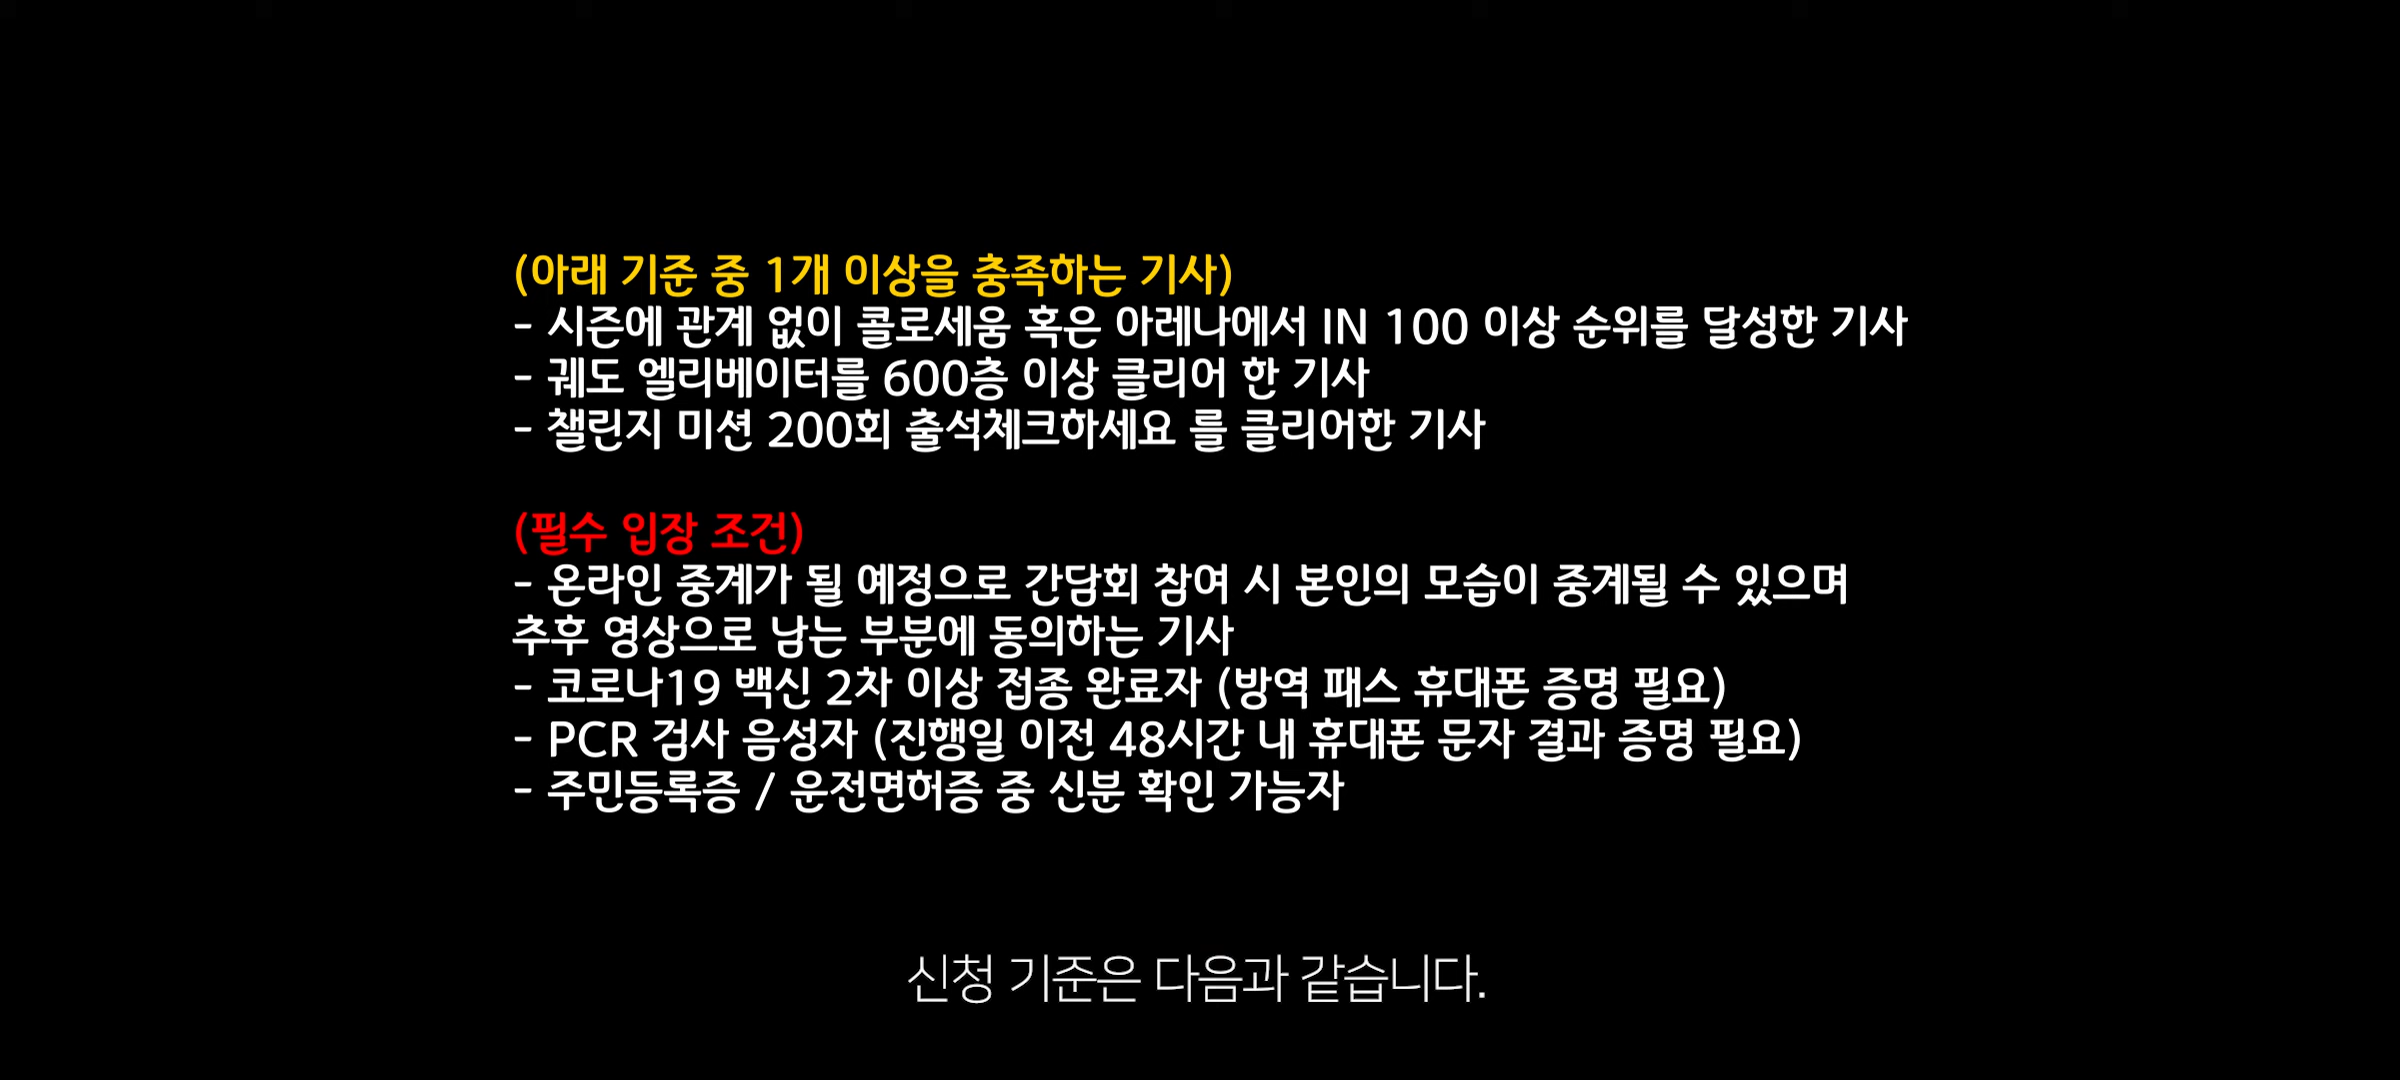 (아래 기준 중 1개 이상을 충족하는 기사)
- 시즌에 관계 없이 콜로세움 혹은 아레나에서 IN 100 이상 순위를 달성한 기사
- 궤도 엘리베이터를 600층 이상 클리어 한 기사
- 챌린지 미션 200회 출석체크하세요 를 클리어한 기사
(필수 입장 조건)
- 온라인 중계가 될 예정으로 간담회 참여 시 본인의 모습이 중계될 수 있으며
추후 영상으로 남는 부분에 동의하는 기사
- 코로나19 백신 2차 이상 접종 완료자 (방역 패스 휴대폰 증명 필요)
- PCR 검사 음성자 (진행일 이전 48시간 내 휴대폰 문자 결과 증명 필요)
- 주민등록증 / 운전면허증 중 신분 확인 가능자
신청 기준은 다음과 같습니다.